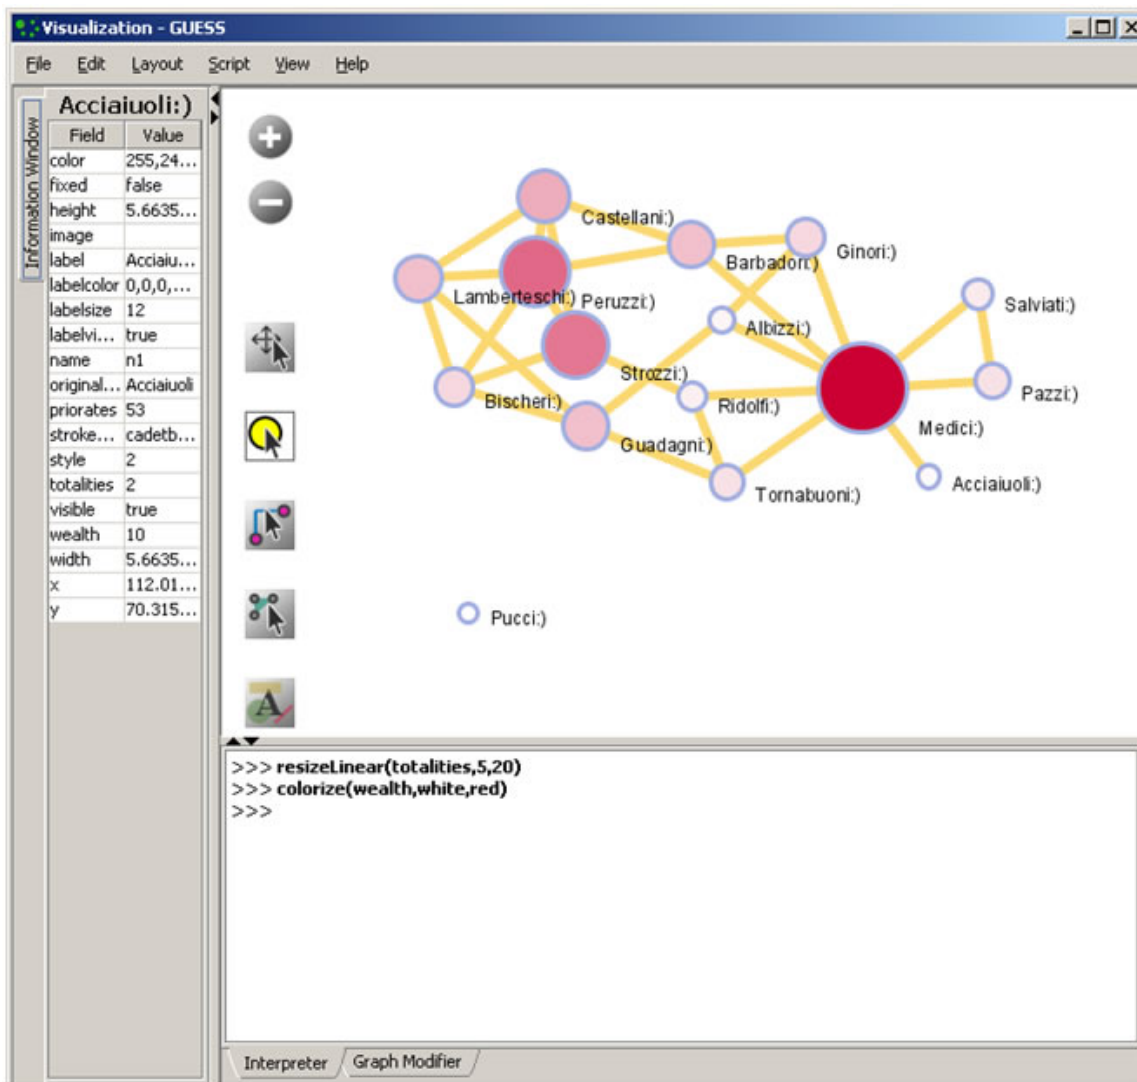 Visualization - GUESS
File Edit Layout Script View Help
Information Window
Acciaiuoli:)
Field Value
color 255,24...
fixed false
height 5.6635...
image
label Acciaiu...
labelcolor 0,0,0,...
labelsize 12
labelvi... true
name n1
original... Acciaiuoli
priorates 53
stroke... cadetb...
style 2
totalities 2
visible true
wealth 10
width 5.6635...
x 112.01...
y 70.315...
Castellani:)
Ginori:)
Barbadori:)
Lamberteschi:)
Peruzzi:)
Salviati:)
Albizzi:)
Strozzi:)
Pazzi:)
Bischeri:)
Ridolfi:)
Medici:)
Guadagni:)
Acciaiuoli:)
Tornabuoni:)
Pucci:)
A
>>> resizeLinear(totalities,5,20)
>>> colorize(wealth,white,red)
>>>
Interpreter Graph Modifier